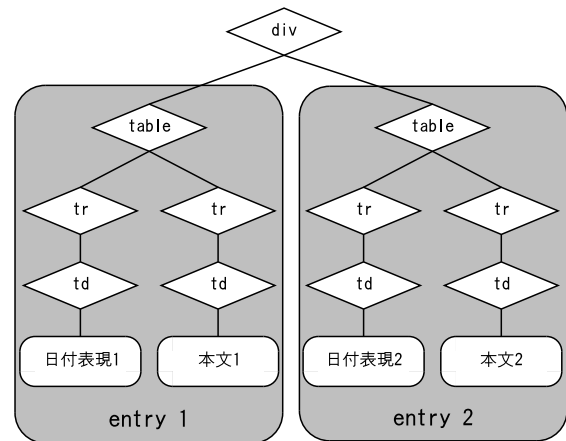 div
table table
tr tr tr tr
td td td td
日付表現1 本文1 日付表現2 本文2
entry 1 entry 2